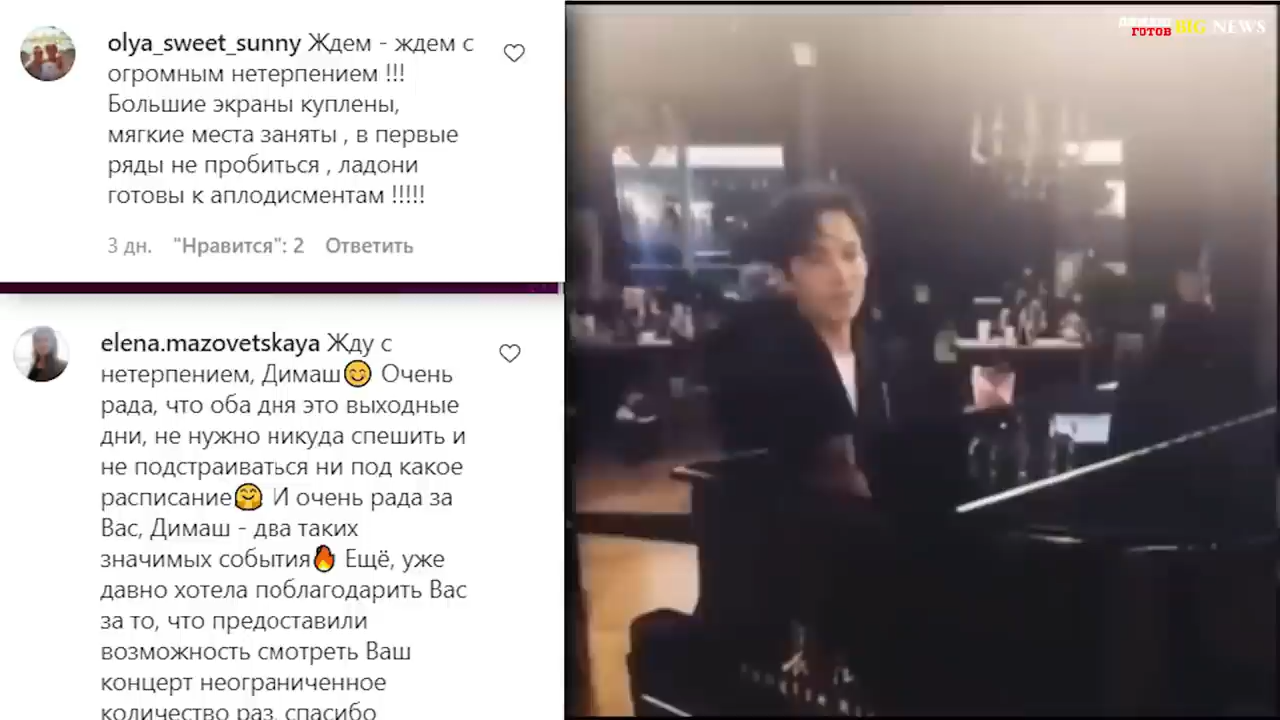 olya_sweet_sunny Ждем - ждем с
огромным нетерпением !!!
Большие экраны куплены,
мягкие места заняты , в первые
ряды не пробиться , ладони
готовы к аплодисментам !!!!!
3 дн. "Нравится": 2 Ответить
elena.mazovetskaya Жду с
нетерпением, Димаш😊 Очень
рада, что оба дня это выходные
дни, не нужно никуда спешить и
не подстраиваться ни под какое
расписание🤗 И очень рада за
Вас, Димаш - два таких
значимых события🔥 Ещё, уже
давно хотела поблагодарить Вас
за то, что предоставили
возможность смотреть Ваш
концерт неограниченное
количество раз, спасибо
ГОТОВ BIG NEWS